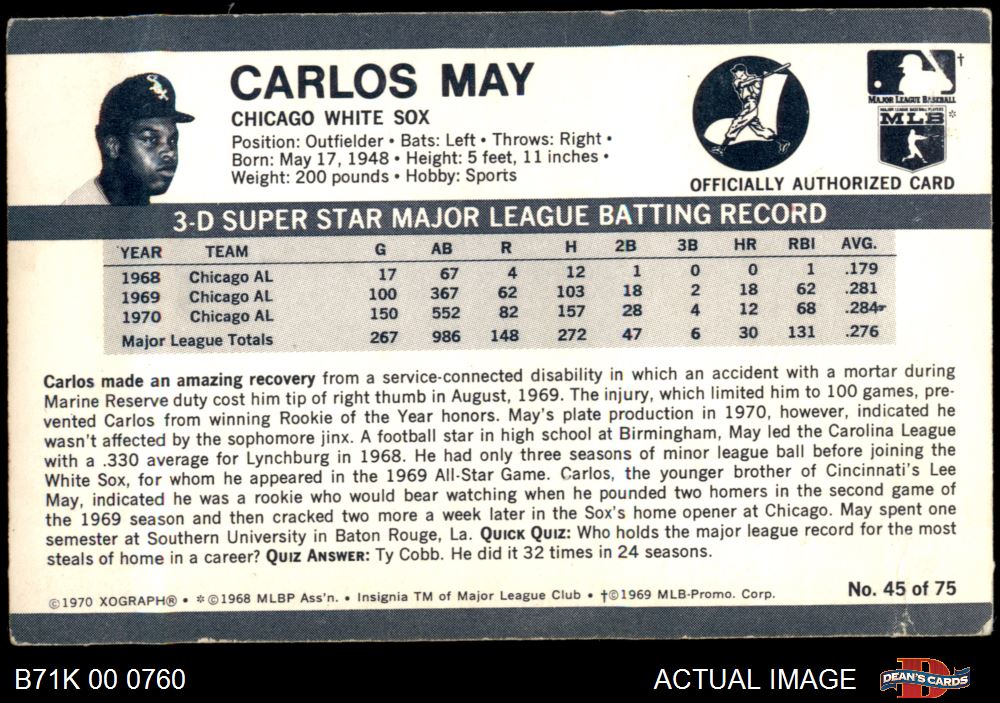 CARLOS MAY
CHICAGO WHITE SOX
Position: Outfielder • Bats: Left • Throws: Right •
Born: May 17, 1948 • Height: 5 feet, 11 inches •
Weight: 200 pounds • Hobby: Sports
†
MAJOR LEAGUE BASEBALL
MAJOR LEAGUE BASEBALL PLAYERS
MLB *
OFFICIALLY AUTHORIZED CARD
3-D SUPER STAR MAJOR LEAGUE BATTING RECORD
YEAR TEAM G AB R H 2B 3B HR RBI AVG.
1968 Chicago AL 17 67 4 12 1 0 0 1 .179
1969 Chicago AL 100 367 62 103 18 2 18 62 .281
1970 Chicago AL 150 552 82 157 28 4 12 68 .284
Major League Totals 267 986 148 272 47 6 30 131 .276
Carlos made an amazing recovery from a service-connected disability in which an accident with a mortar during
Marine Reserve duty cost him tip of right thumb in August, 1969. The injury, which limited him to 100 games, pre-
vented Carlos from winning Rookie of the Year honors. May's plate production in 1970, however, indicated he
wasn't affected by the sophomore jinx. A football star in high school at Birmingham, May led the Carolina League
with a .330 average for Lynchburg in 1968. He had only three seasons of minor league ball before joining the
White Sox, for whom he appeared in the 1969 All-Star Game. Carlos, the younger brother of Cincinnati's Lee
May, indicated he was a rookie who would bear watching when he pounded two homers in the second game of
the 1969 season and then cracked two more a week later in the Sox's home opener at Chicago. May spent one
semester at Southern University in Baton Rouge, La. QUICK QUIZ: Who holds the major league record for the most
steals of home in a career? QUIZ ANSWER: Ty Cobb. He did it 32 times in 24 seasons.
©1970 XOGRAPH® • *©1968 MLBP Ass'n. • Insignia TM of Major League Club • †©1969 MLB-Promo. Corp.
No. 45 of 75
B71K 00 0760
ACTUAL IMAGE
D
DEAN'S CARDS